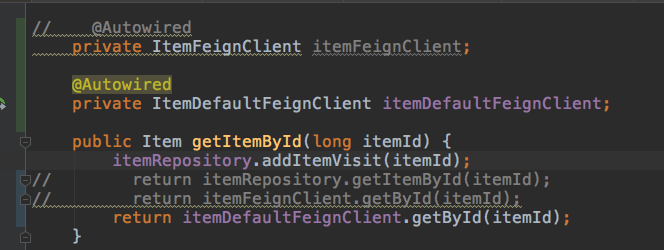 //    @Autowired
    private ItemFeignClient itemFeignClient;
    @Autowired
    private ItemDefaultFeignClient itemDefaultFeignClient;
    public Item getItemById(long itemId) {
        itemRepository.addItemVisit(itemId);
//        return itemRepository.getItemById(itemId);
//        return itemFeignClient.getById(itemId);
        return itemDefaultFeignClient.getById(itemId);
    }